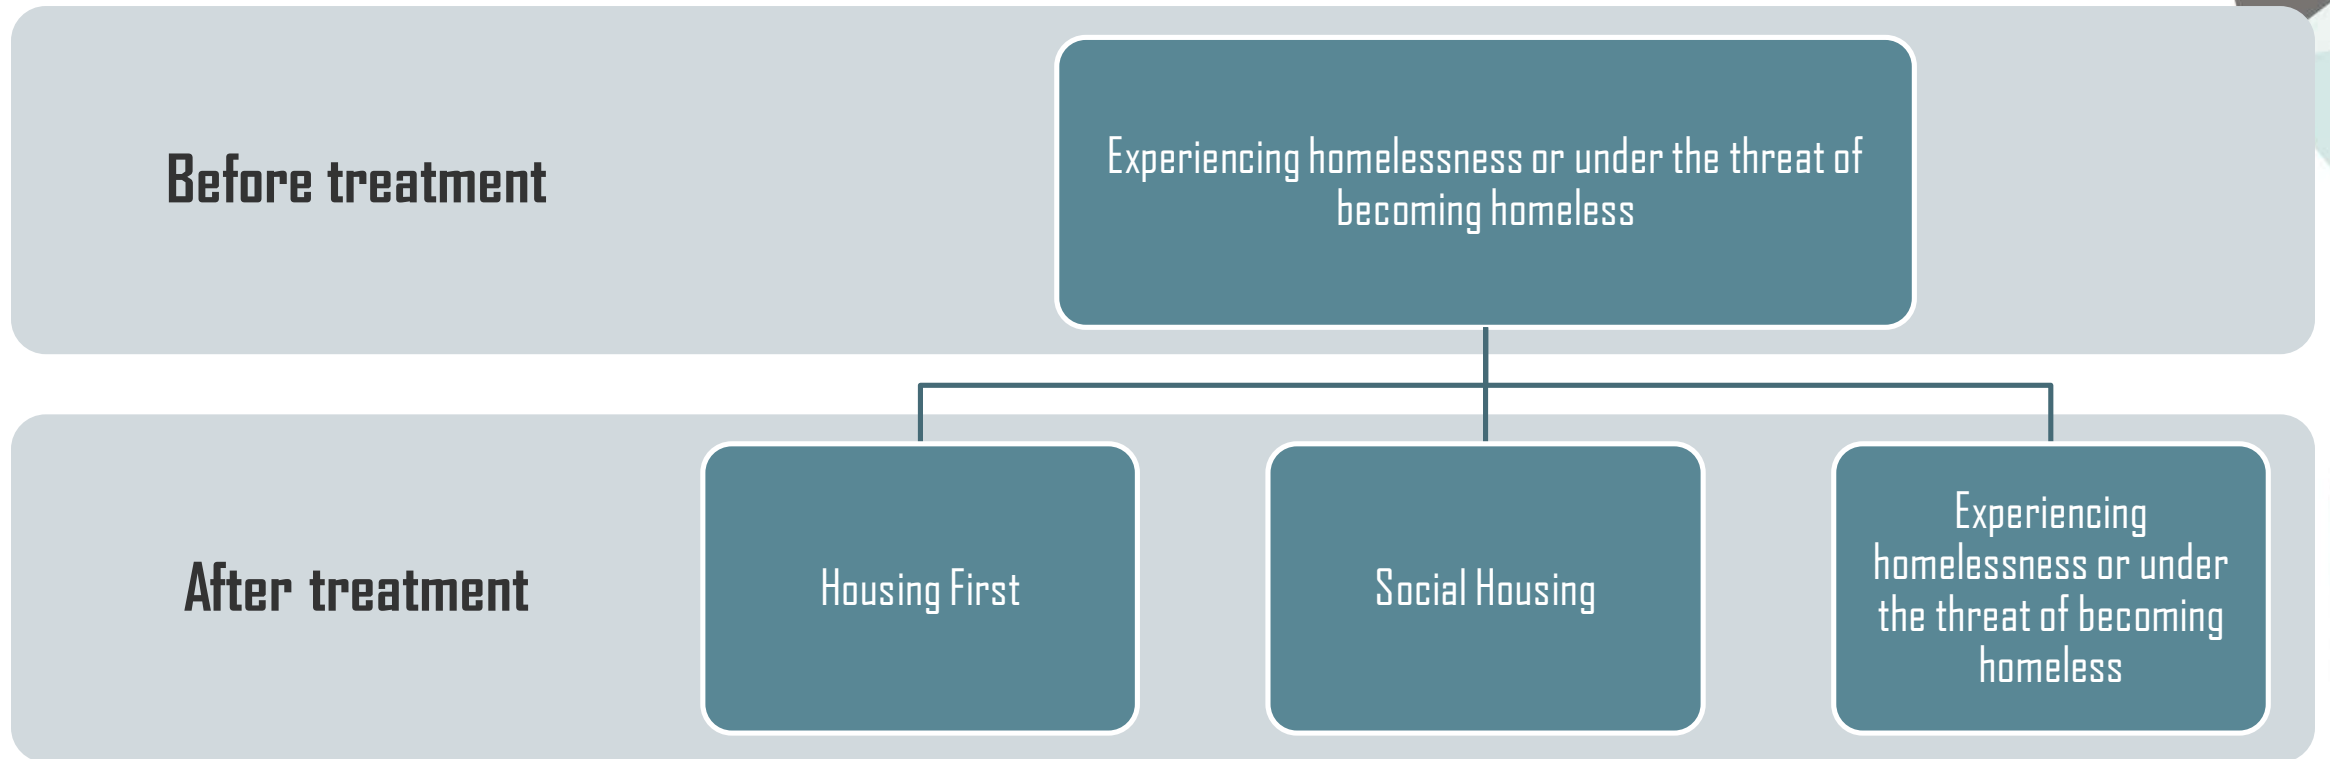 Before treatment
Experiencing homelessness or under the threat of
becoming homeless
After treatment
Housing First
Social Housing
Experiencing
homelessness or under
the threat of becoming
homeless